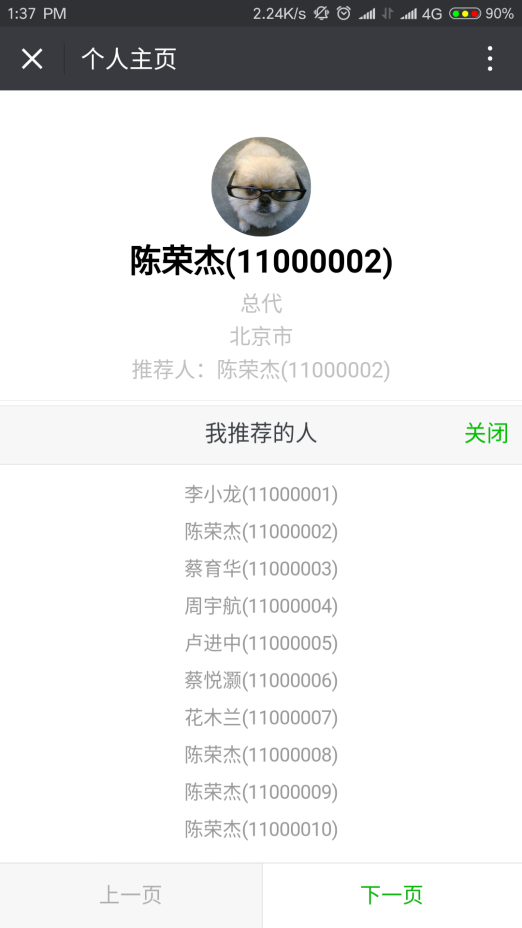 1:37 PM 2.24K/s 4G 90%
个人主页
陈荣杰(11000002)
总代
北京市
推荐人：陈荣杰(11000002)
我推荐的人 关闭
李小龙(11000001)
陈荣杰(11000002)
蔡育华(11000003)
周宇航(11000004)
卢进中(11000005)
蔡悦灏(11000006)
花木兰(11000007)
陈荣杰(11000008)
陈荣杰(11000009)
陈荣杰(11000010)
上一页 下一页